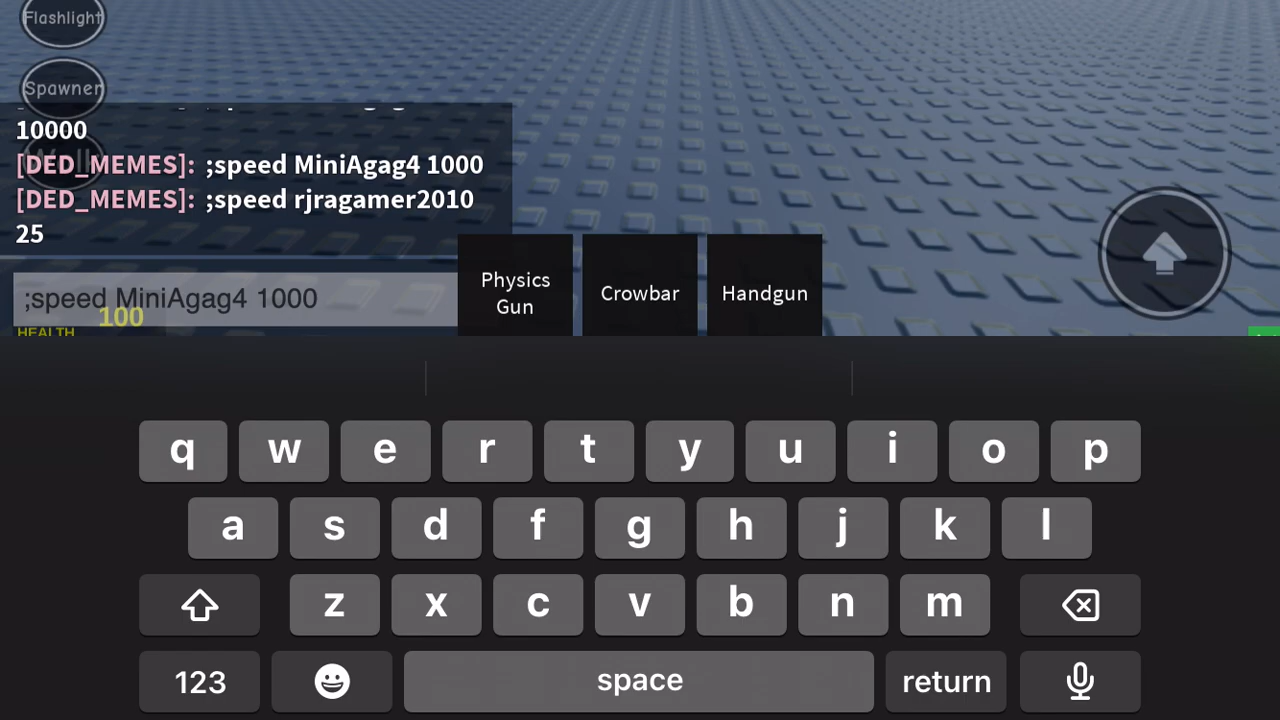 Flashlight
Spawner
10000
[DED_MEMES]: ;speed MiniAgag4 1000
[DED_MEMES]: ;speed rjragamer2010
25
;speed MiniAgag4 1000
100
HEALTH
Physics
Gun
Crowbar
Handgun
q w e r t y u i o p
a s d f g h j k l
z x c v b n m
123 space return